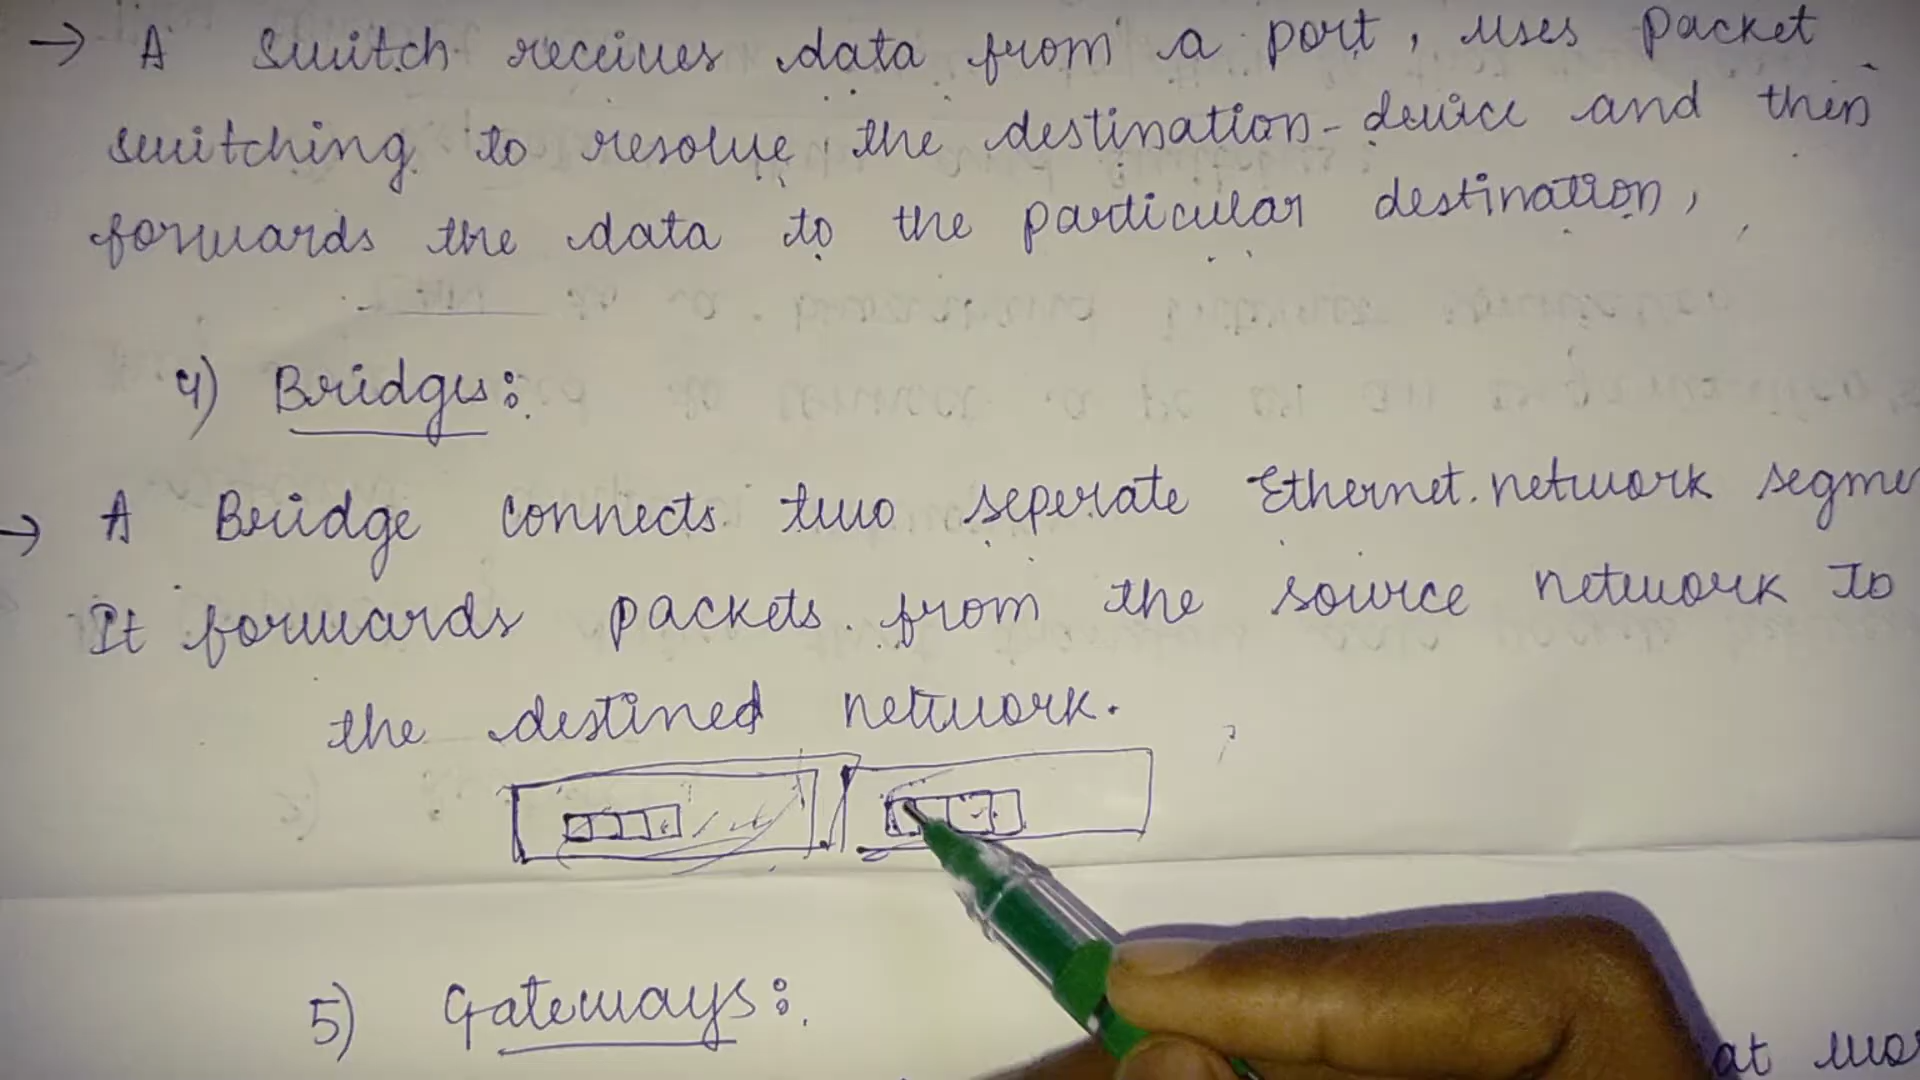 → A switch receives data from a port, uses packet
switching to resolve the destination device and then
forwards the data to the particular destination,
4) Bridges:
→ A Bridge connects two seperate Ethernet network segme
It forwards packets from the source network to
the destined network.
5) Gateways:
at